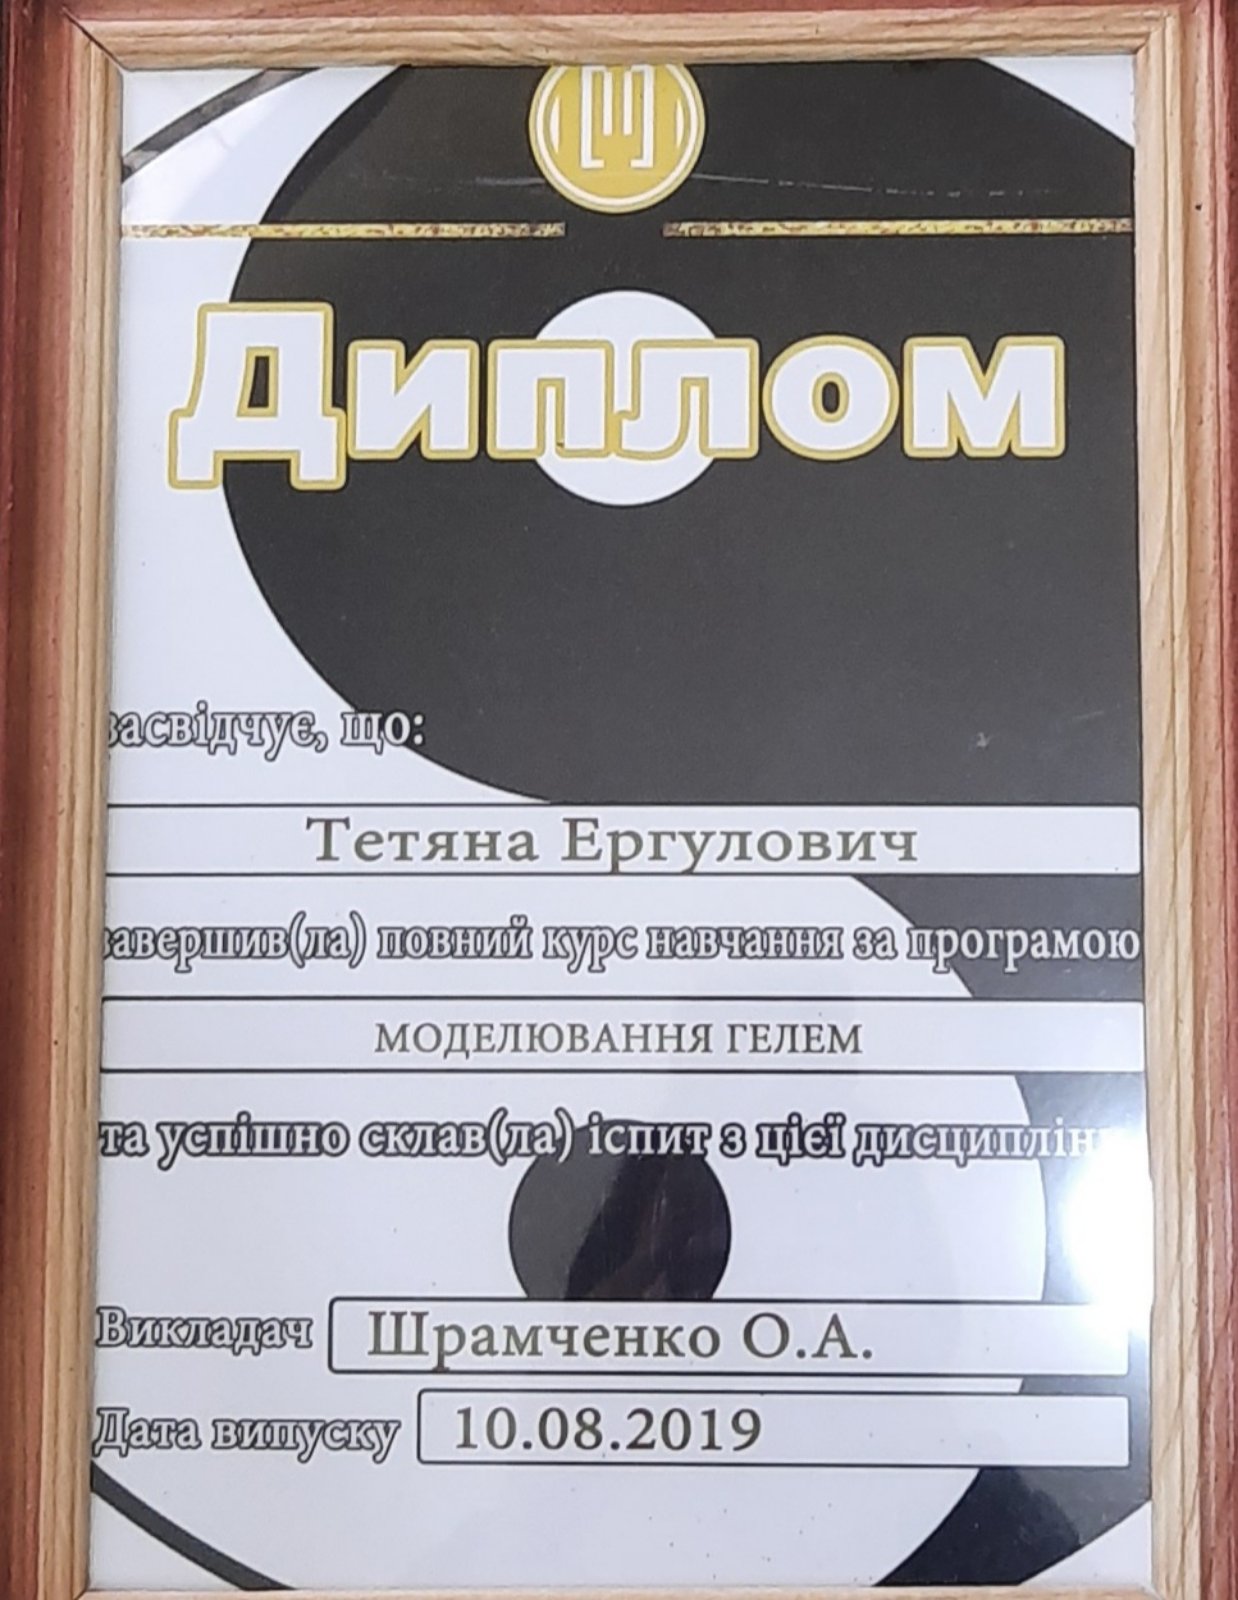 Диплом
засвідчує, що:
Тетяна Ергулович
завершив(ла) повний курс навчання за програмою
МОДЕЛЮВАННЯ ГЕЛЕМ
та успішно склав(ла) іспит з цієї дисциплін
Викладач Шрамченко О.А.
Дата випуску 10.08.2019